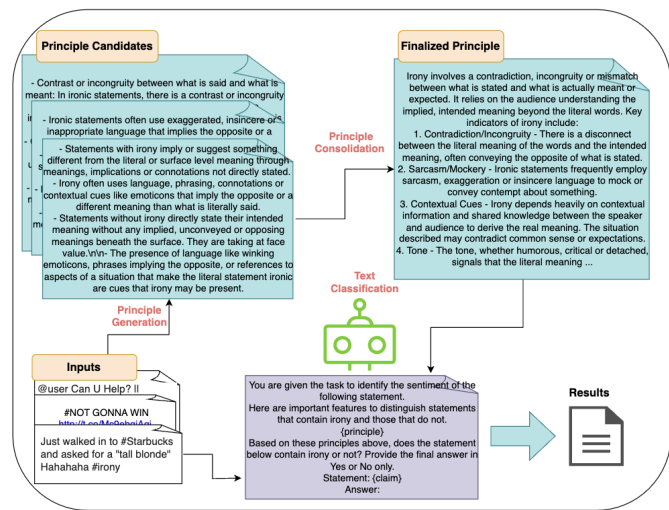 Principle Candidates
- Contrast or incongruity between what is said and what is
meant: In ironic statements, there is a contrast or incongruity
- Ironic statements often use exaggerated, insincere or
inappropriate language that implies the opposite or a
- Statements with irony imply or suggest something
different from the literal or surface level meaning through
meanings, implications or connotations not directly stated.
- Irony often uses language, phrasing, connotations or
contextual cues like emoticons that imply the opposite or a
different meaning than what is literally said.
- Statements without irony directly state their intended
meaning without any implied, unconveyed or opposing
meanings beneath the surface. They are taking at face
value.\n\n- The presence of language like winking
emoticons, phrases implying the opposite, or references to
aspects of a situation that make the literal statement ironic
are cues that irony may be present.
Principle
Consolidation
Finalized Principle
Irony involves a contradiction, incongruity or mismatch
between what is stated and what is actually meant or
expected. It relies on the audience understanding the
implied, intended meaning beyond the literal words. Key
indicators of irony include:
1. Contradiction/Incongruity - There is a disconnect
between the literal meaning of the words and the intended
meaning, often conveying the opposite of what is stated.
2. Sarcasm/Mockery - Ironic statements frequently employ
sarcasm, exaggeration or insincere language to mock or
convey contempt about something.
3. Contextual Cues - Irony depends heavily on contextual
information and shared knowledge between the speaker
and audience to derive the real meaning. The situation
described may contradict common sense or expectations.
4. Tone - The tone, whether humorous, critical or detached,
signals that the literal meaning ...
Principle
Generation
Text
Classification
Inputs
@user Can U Help? II
#NOT GONNA WIN
Just walked in to #Starbucks
and asked for a "tall blonde"
Hahahaha #irony
You are given the task to identify the sentiment of the
following statement.
Here are important features to distinguish statements
that contain irony and those that do not.
{principle}
Based on these principles above, does the statement
below contain irony or not? Provide the final answer in
Yes or No only.
Statement: {claim}
Answer:
Results